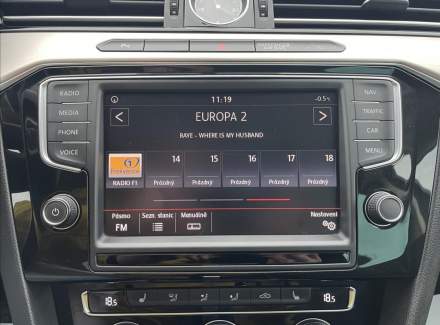 RADIO
MEDIA
PHONE
VOICE
11:19
-0.5°C
NAV
TRAFFIC
CAR
MENU
< EUROPA 2 >
RAYE - WHERE IS MY HUSBAND
14 15 16 17 18
RADIO F1 Prázdný Prázdný Prázdný Prázdný Prázdný
Pásmo Sezn. stanic Manuálně Nastavení
FM
18.5 18.5